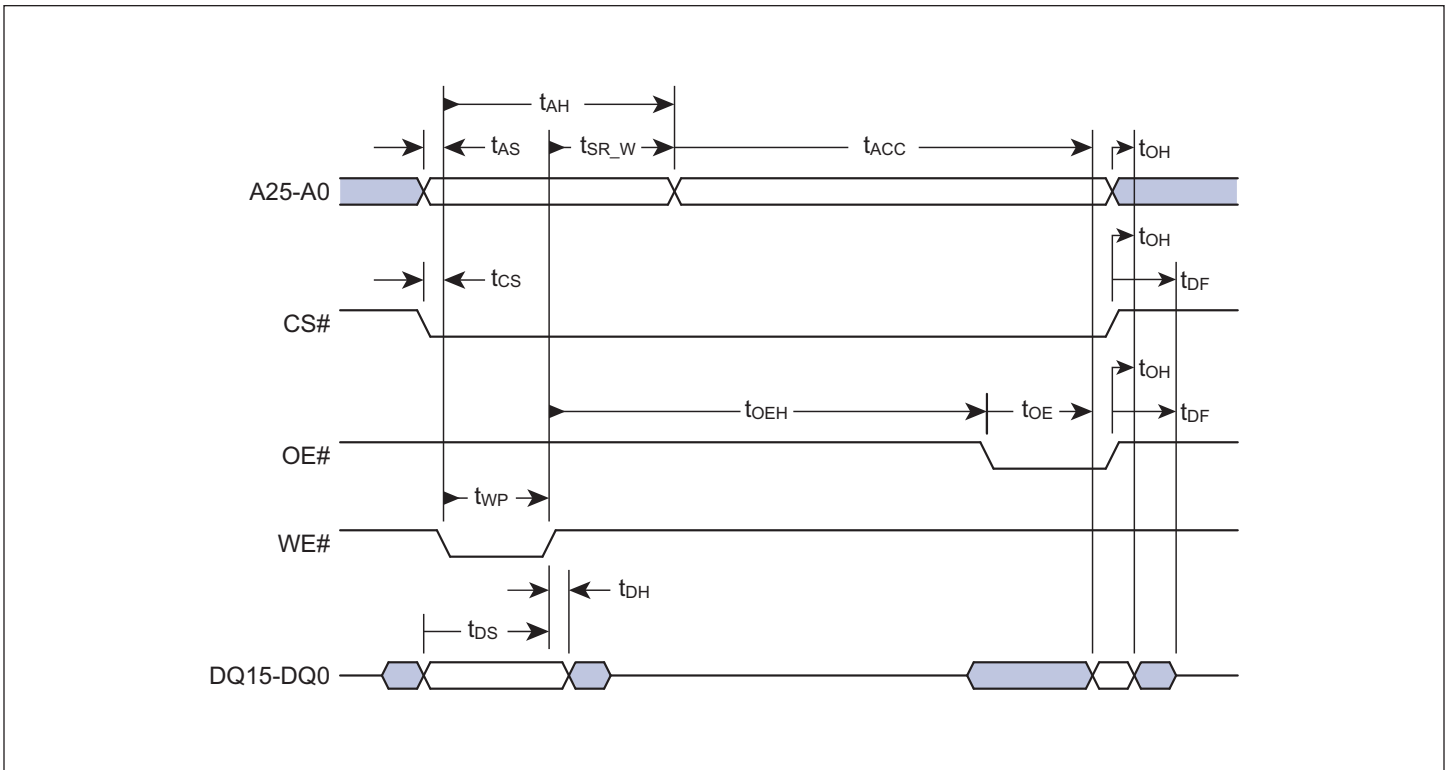 tAH
tAS tSR_W tACC tOH
A25-A0
tOH
tCS tDF
CS#
tOH
tOEH tOE tDF
OE#
tWP
WE#
tDH
tDS
DQ15-DQ0